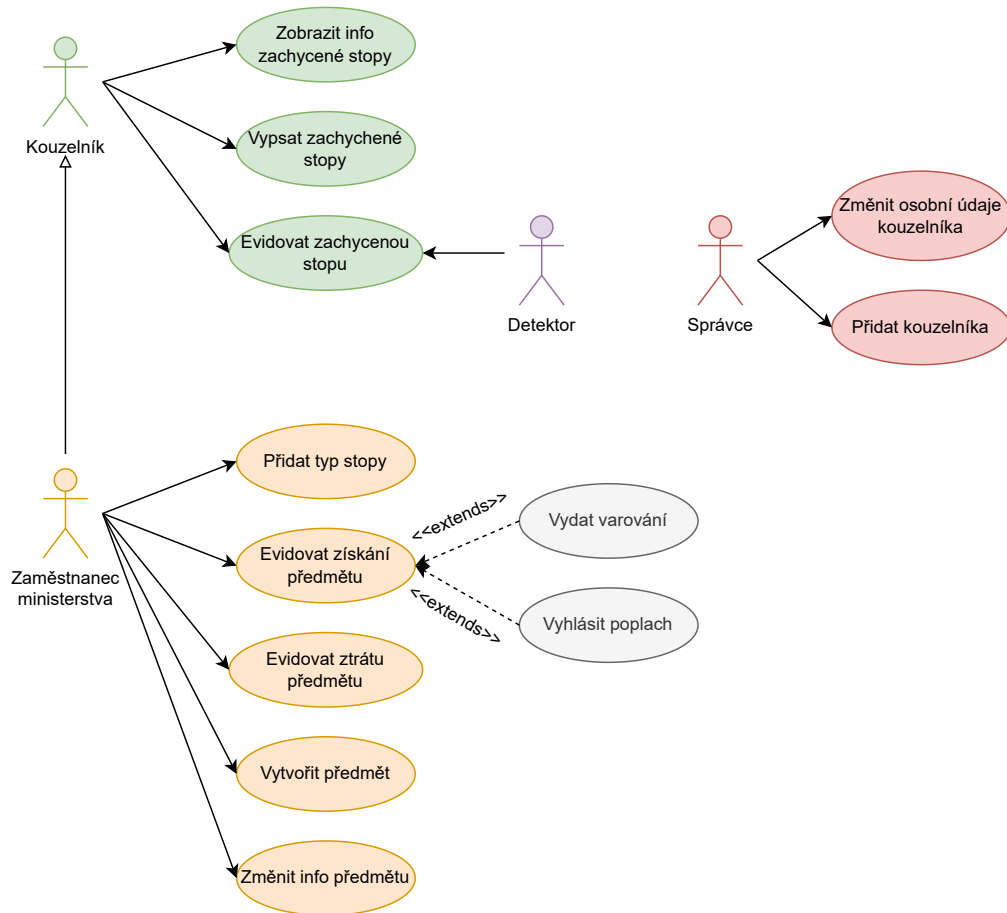 Zobrazit info
zachycené stopy
Kouzelník
Vypsat zachychené
stopy
Evidovat zachycenou
stopu
Detektor
Správce
Změnit osobní údaje
kouzelníka
Přidat kouzelníka
Přidat typ stopy
<<extends>>
Vydat varování
Evidovat získání
předmětu
Zaměstnanec
ministerstva
<<extends>>
Vyhlásit poplach
Evidovat ztrátu
předmětu
Vytvořit předmět
Změnit info předmětu